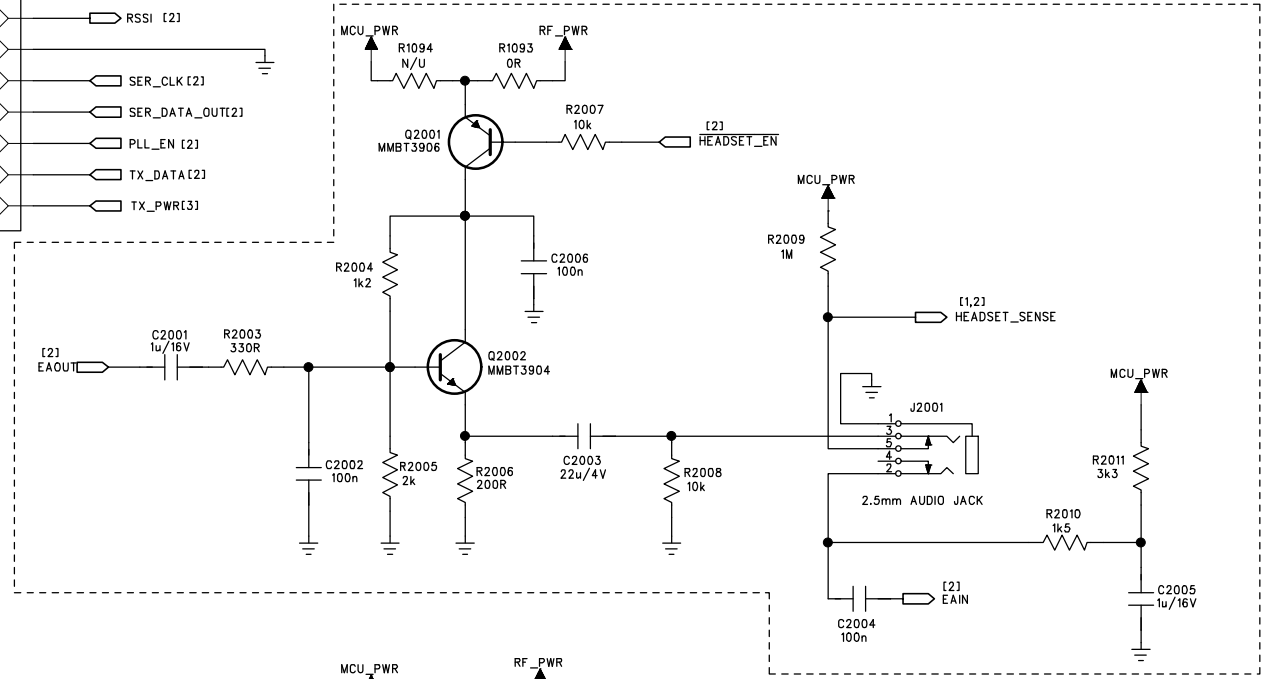 RSSI [2]
SER_CLK[2]
SER_DATA_OUT[2]
PLL_EN [2]
TX_DATA[2]
TX_PWR[3]
MCU_PWR
RF_PWR
R1094
N/U
R1093
0R
Q2001
MMBT3906
R2007
10k
[2]
HEADSET_EN
MCU_PWR
R2009
1M
[1,2]
HEADSET_SENSE
R2004
1k2
C2006
100n
[2]
EAOUT
C2001
1u/16V
R2003
330R
Q2002
MMBT3904
C2002
100n
R2005
2k
R2006
200R
C2003
22u/4V
R2008
10k
J2001
1
3
5
4
2
2.5mm AUDIO JACK
MCU_PWR
R2011
3k3
R2010
1k5
C2004
100n
[2]
EAIN
C2005
1u/16V
MCU_PWR
RF_PWR